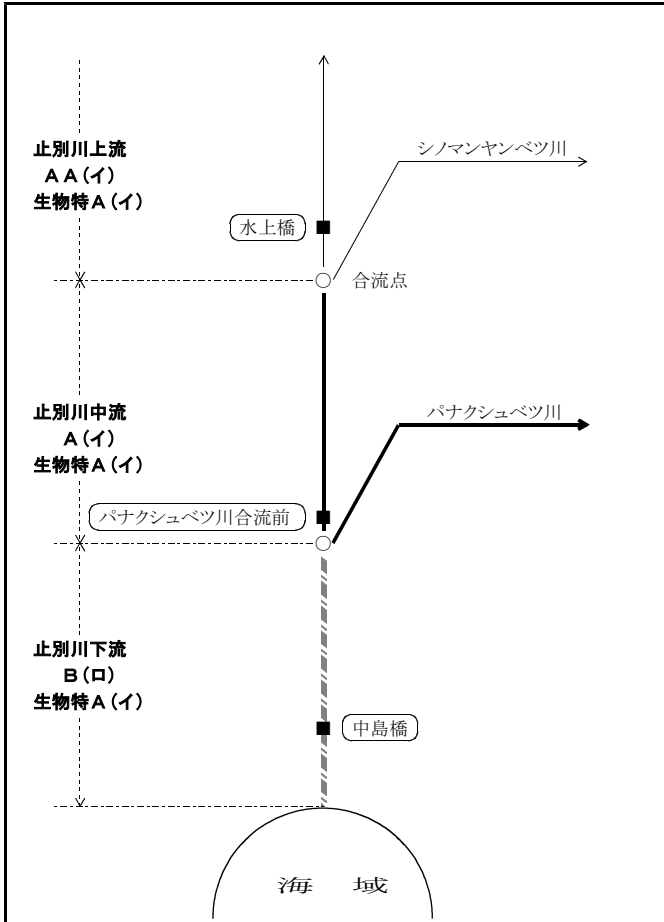 止別川上流
AA(イ)
生物特A(イ)
シノマンヤンベツ川
水上橋
合流点
止別川中流
A(イ)
生物特A(イ)
パナクシュベツ川
パナクシュベツ川合流前
止別川下流
B(ロ)
生物特A(イ)
中島橋
海 域